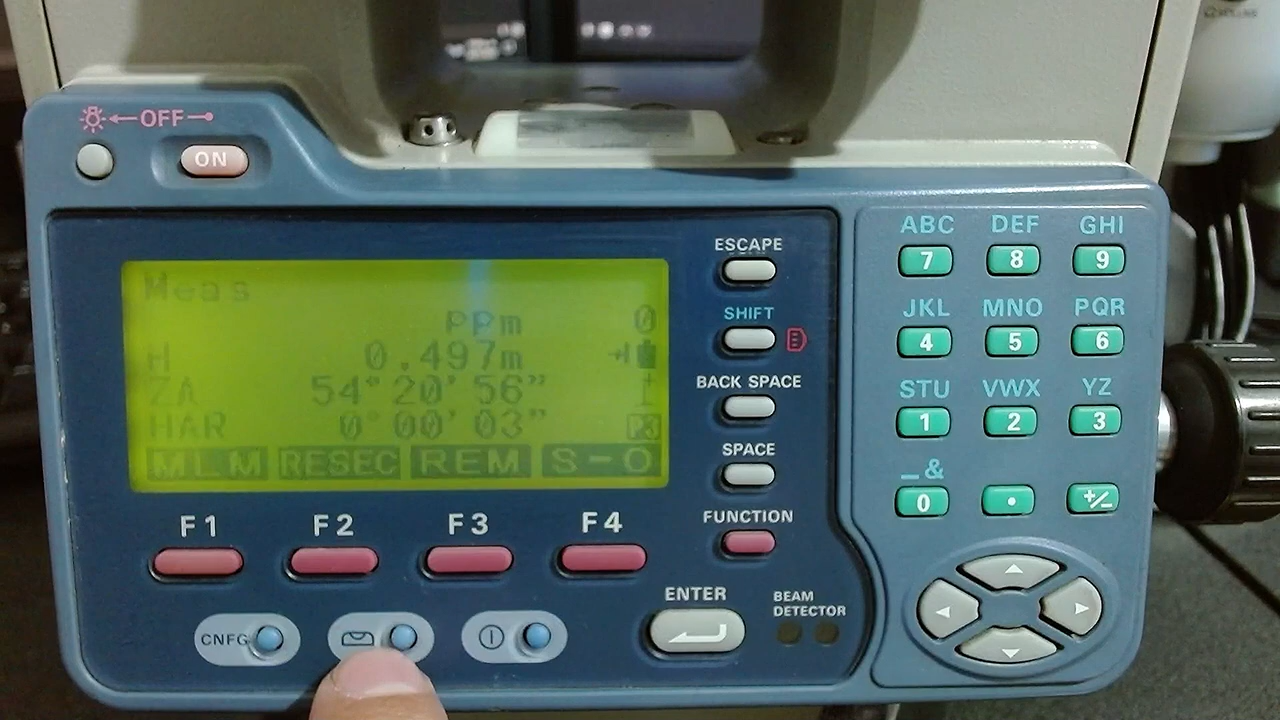 OFF
ON
Meas
ppm 0
H 0.497m
ZA 54°20'56"
HAR 0°00'03"
MLM RESEC REM S-O
F1 F2 F3 F4
CNFG
ESCAPE
SHIFT
BACK SPACE
SPACE
FUNCTION
ENTER
BEAM
DETECTOR
ABC DEF GHI
7 8 9
JKL MNO PQR
4 5 6
STU VWX YZ
1 2 3
_&
0 . +/-